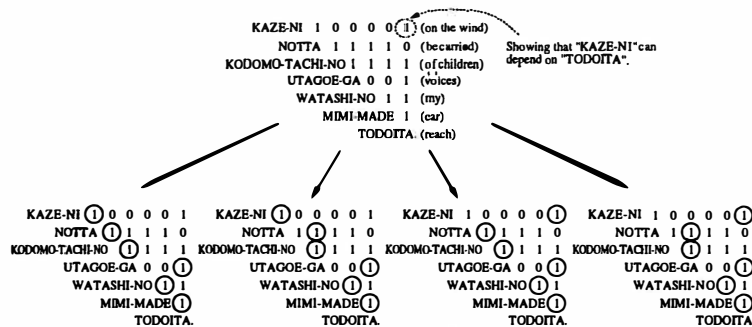 KAZE-NI 1 0 0 0 0 1 (on the wind)
NOTTA 1 1 1 1 0 (be carried)
KODOMO-TACHI-NO 1 1 1 1 (of children)
UTAGOE-GA 0 0 1 (voices)
WATASHI-NO 1 1 (my)
MIMI-MADE 1 (ear)
TODOITA. (reach)
Showing that "KAZE-NI" can
depend on "TODOITA".
KAZE-NI 1 0 0 0 0 1
NOTTA 1 1 1 1 0
KODOMO-TACHI-NO 1 1 1 1
UTAGOE-GA 0 0 1
WATASHI-NO 1 1
MIMI-MADE 1
TODOITA.
KAZE-NI 1 0 0 0 0 1
NOTTA 1 1 1 1 0
KODOMO-TACHI-NO 1 1 1 1
UTAGOE-GA 0 0 1
WATASHI-NO 1 1
MIMI-MADE 1
TODOITA.
KAZE-NI 1 0 0 0 0 1
NOTTA 1 1 1 1 0
KODOMO-TACHI-NO 1 1 1 1
UTAGOE-GA 0 0 1
WATASHI-NO 1 1
MIMI-MADE 1
TODOITA.
KAZE-NI 1 0 0 0 0 1
NOTTA 1 1 1 1 0
KODOMO-TACHI-NO 1 1 1 1
UTAGOE-GA 0 0 1
WATASHI-NO 1 1
MIMI-MADE 1
TODOITA.